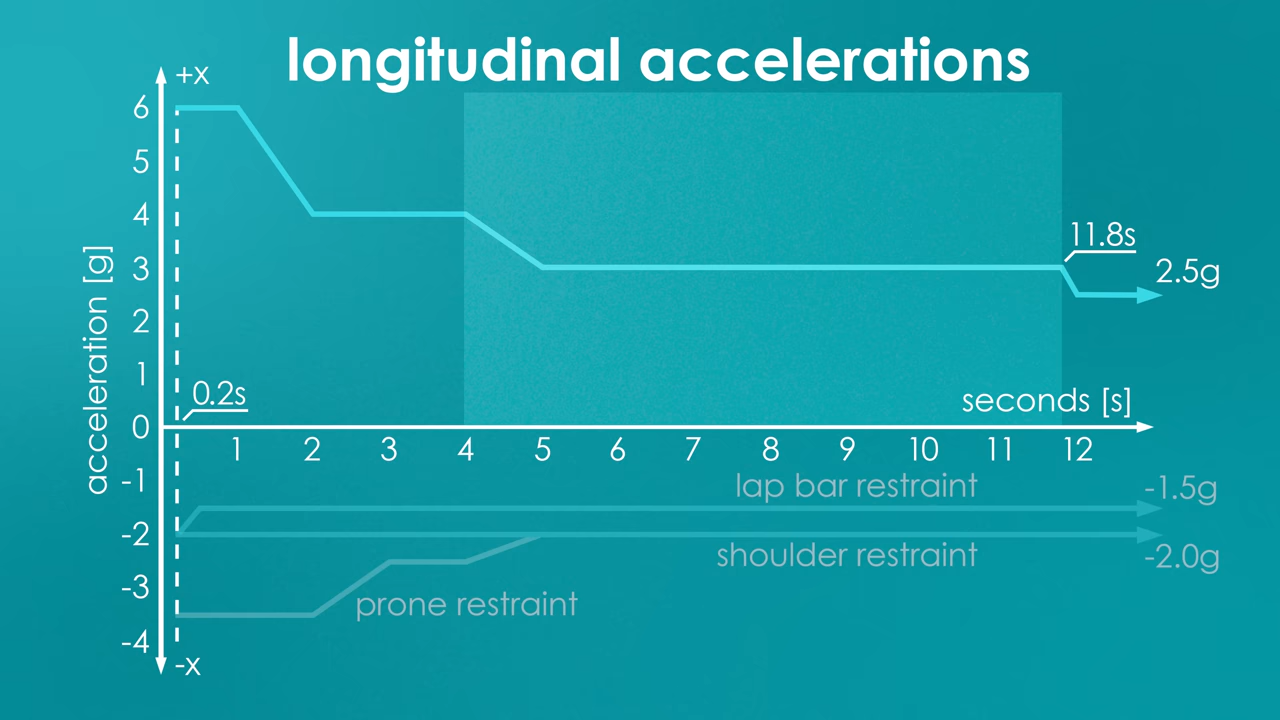 longitudinal accelerations
+x
6
5
4
3
2
1
0
-1
-2
-3
-4
-x
acceleration [g]
0.2s
11.8s
2.5g
seconds [s]
1 2 3 4 5 6 7 8 9 10 11 12
lap bar restraint
-1.5g
shoulder restraint
-2.0g
prone restraint